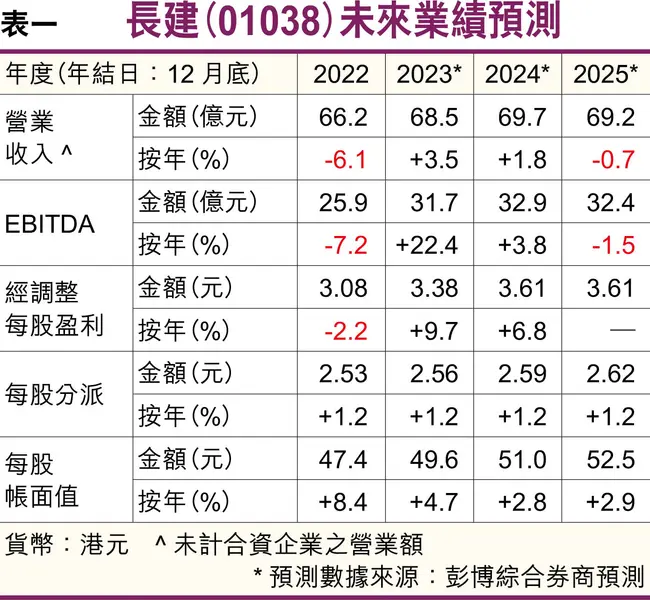 表一 長建(01038)未來業績預測
年度(年結日：12月底) 2022 2023* 2024* 2025*
營業收入^ 金額(億元) 66.2 68.5 69.7 69.2
按年(%) -6.1 +3.5 +1.8 -0.7
EBITDA 金額(億元) 25.9 31.7 32.9 32.4
按年(%) -7.2 +22.4 +3.8 -1.5
經調整每股盈利 金額(元) 3.08 3.38 3.61 3.61
按年(%) -2.2 +9.7 +6.8 —
每股分派 金額(元) 2.53 2.56 2.59 2.62
按年(%) +1.2 +1.2 +1.2 +1.2
每股帳面值 金額(元) 47.4 49.6 51.0 52.5
按年(%) +8.4 +4.7 +2.8 +2.9
貨幣：港元 ^未計合資企業之營業額
*預測數據來源：彭博綜合券商預測